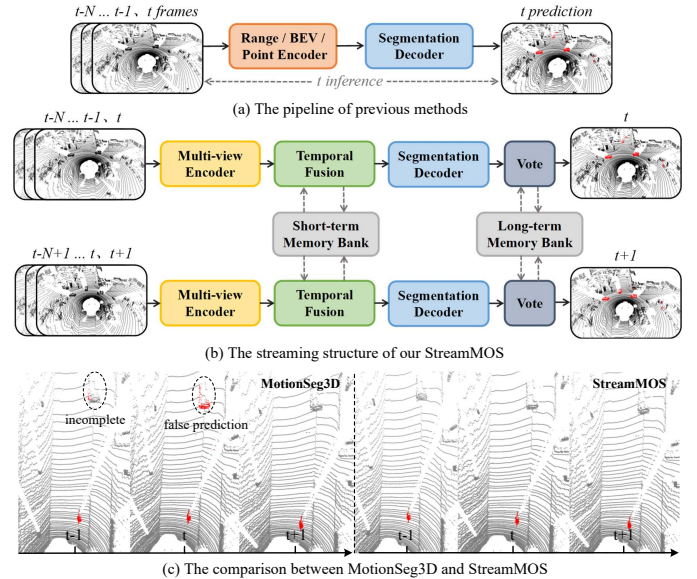 t-N ... t-1、t frames
Range / BEV / Point Encoder
Segmentation Decoder
t prediction
t inference
(a) The pipeline of previous methods
t-N ... t-1、t
Multi-view Encoder
Temporal Fusion
Segmentation Decoder
Vote
t
Short-term Memory Bank
Long-term Memory Bank
t-N+1 ... t、t+1
Multi-view Encoder
Temporal Fusion
Segmentation Decoder
Vote
t+1
(b) The streaming structure of our StreamMOS
MotionSeg3D
StreamMOS
incomplete
false prediction
t-1
t
t+1
t-1
t
t+1
(c) The comparison between MotionSeg3D and StreamMOS